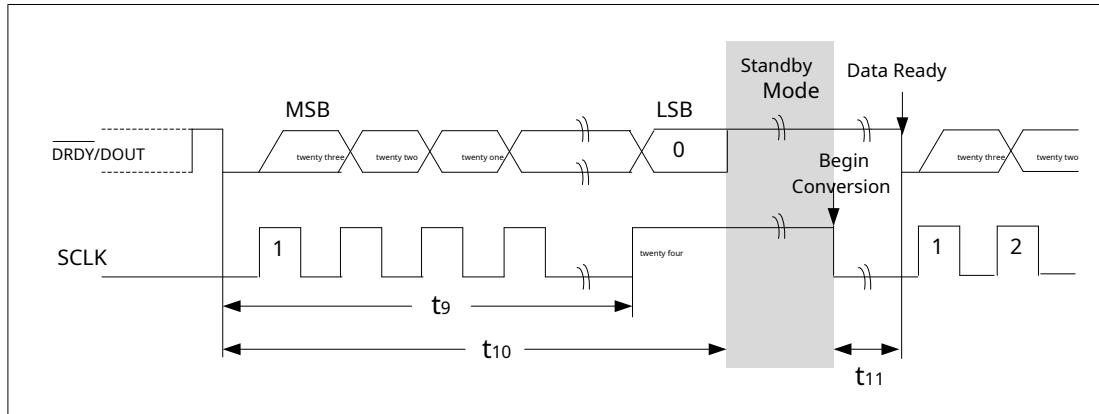 Standby
Mode
Data Ready
MSB
LSB
DRDY/DOUT
twenty three
twenty two
twenty one
0
Begin
Conversion
twenty three
twenty two
SCLK
1
twenty four
1
2
t9
t10
t11